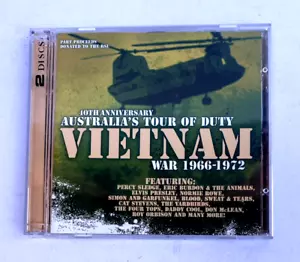 PART PROCEEDS
DONATED TO THE RSL
2 DISCS
40TH ANNIVERSARY
AUSTRALIA'S TOUR OF DUTY
VIETNAM
WAR 1966-1972
FEATURING:
PERCY SLEDGE, ERIC BURDON & THE ANIMALS,
ELVIS PRESLEY, NORMIE ROWE,
SIMON AND GARFUNKEL, BLOOD, SWEAT & TEARS,
CAT STEVENS, THE YARDBIRDS,
THE FOUR TOPS, DADDY COOL, DON McLEAN,
ROY ORBISON AND MANY MORE!